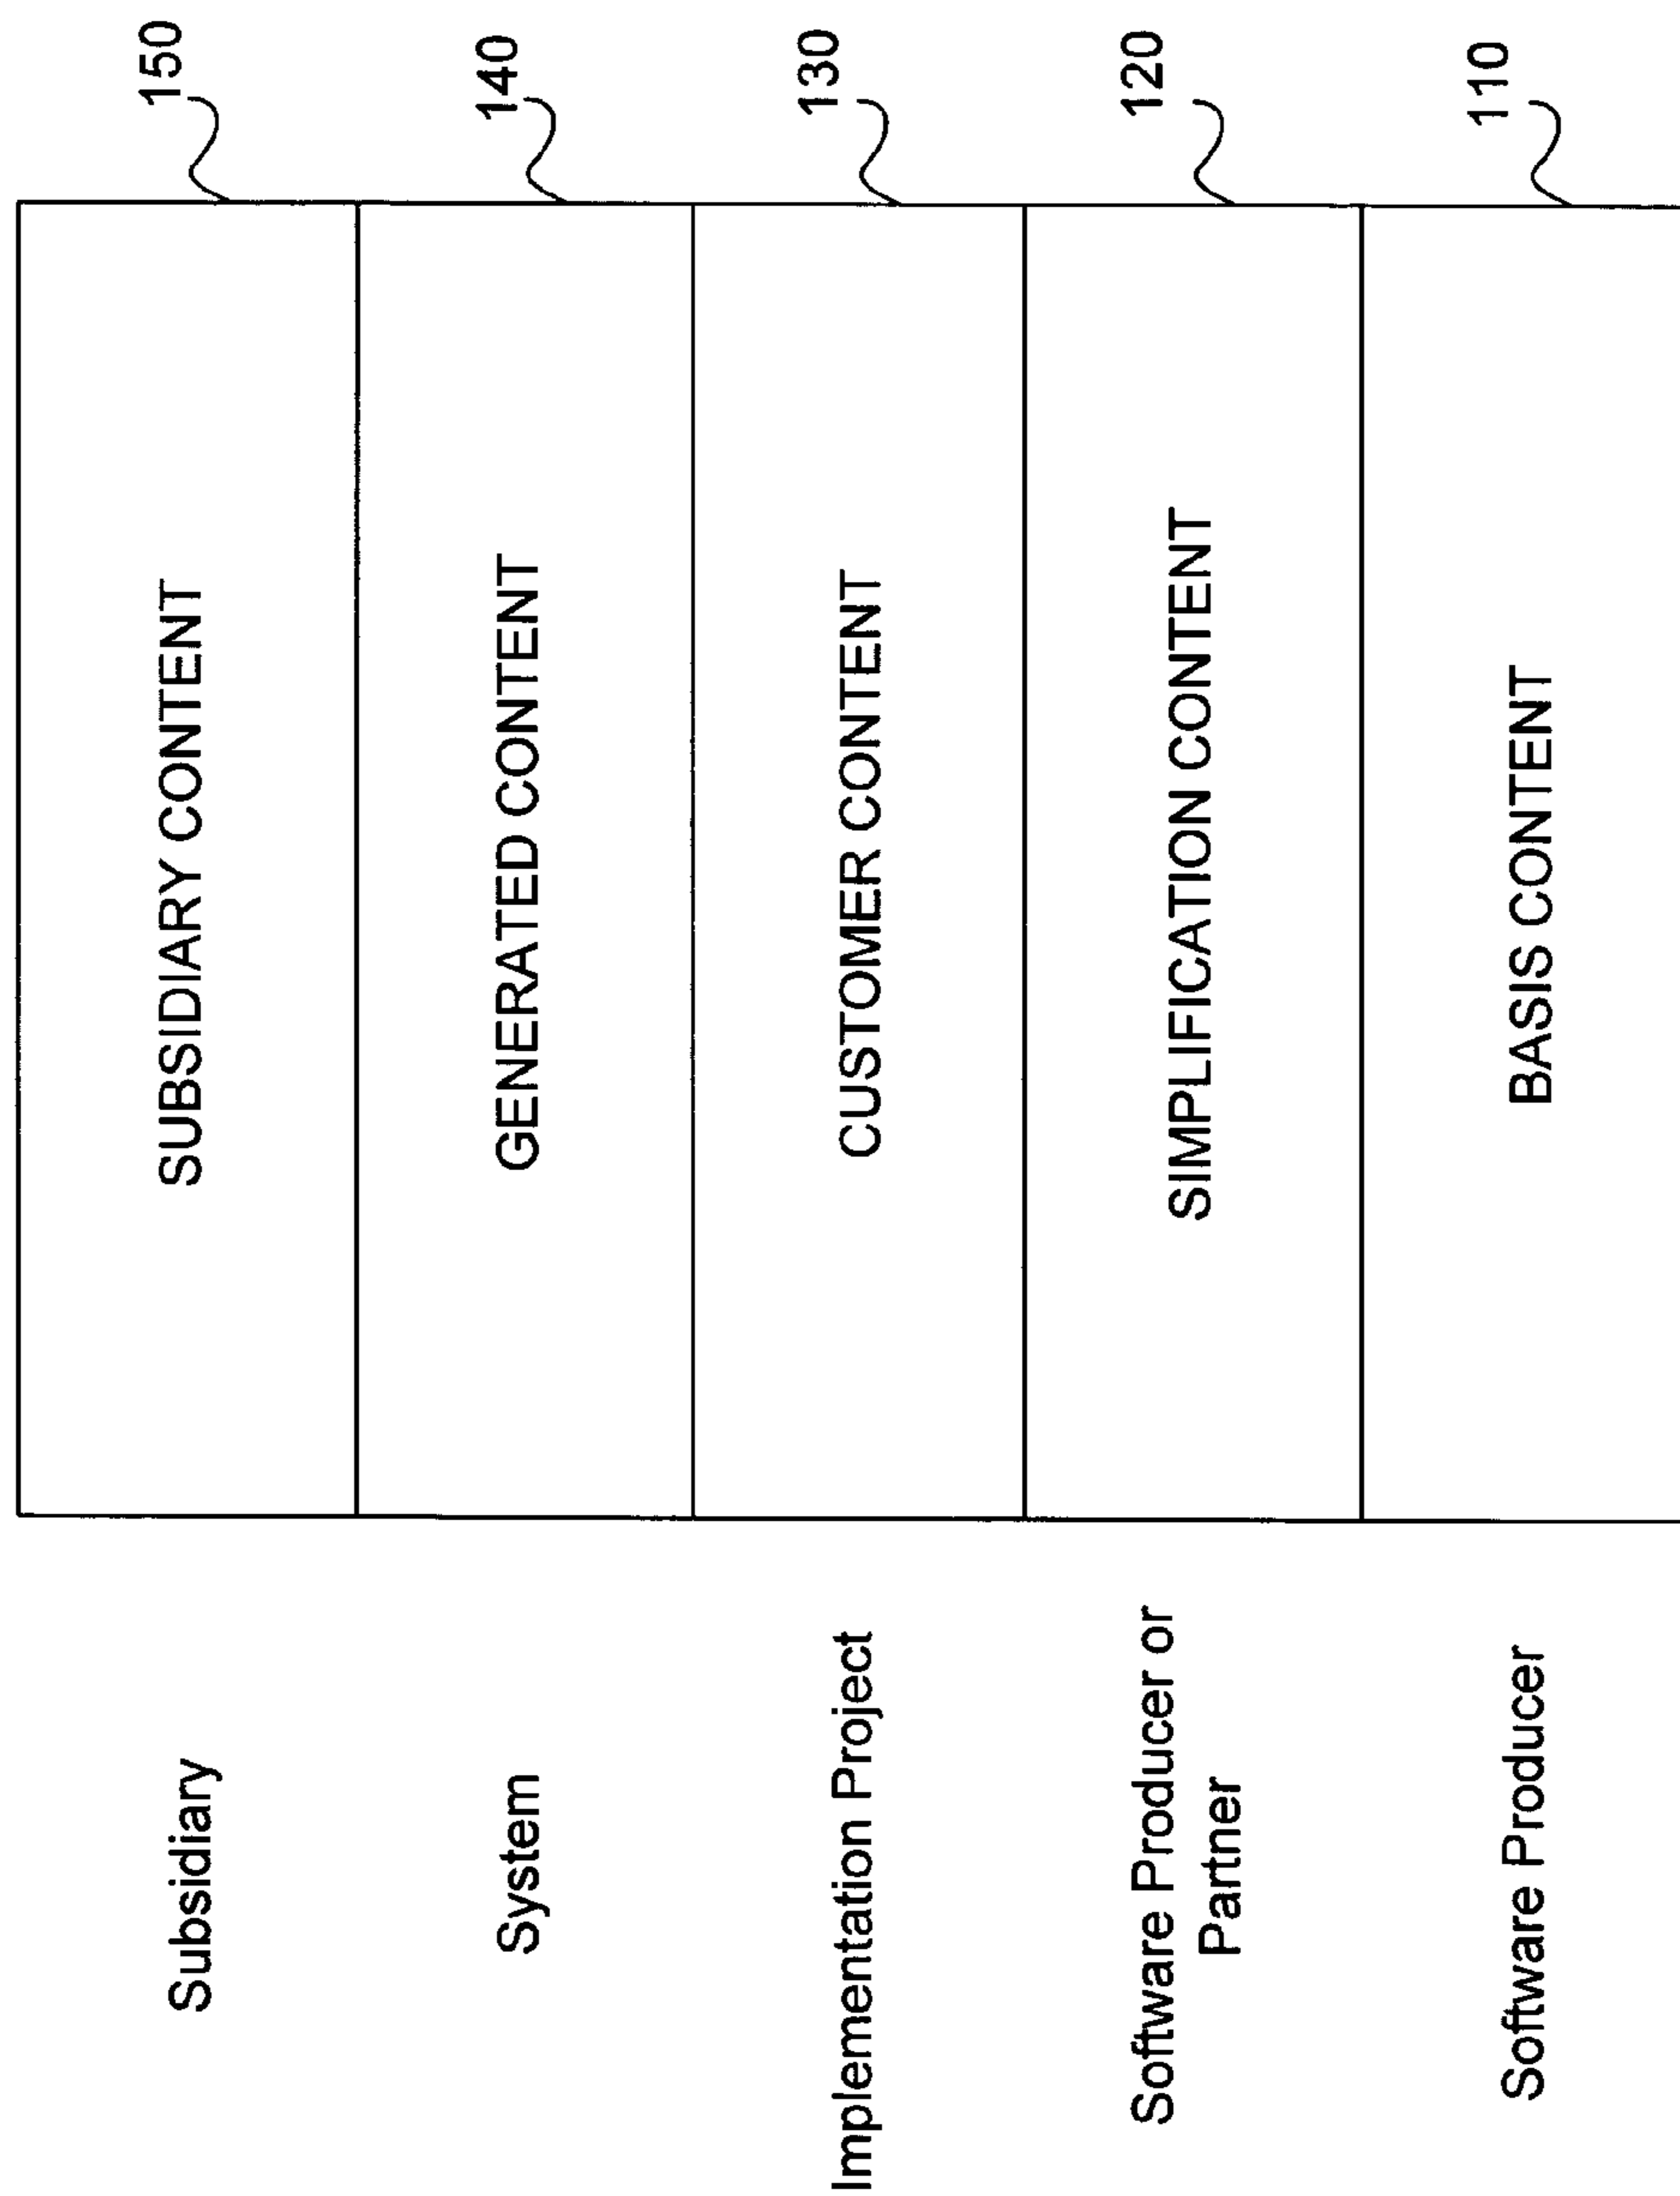 Subsidiary
SUBSIDIARY CONTENT
150
System
GENERATED CONTENT
140
Implementation Project
CUSTOMER CONTENT
130
Software Producer or
Partner
SIMPLIFICATION CONTENT
120
Software Producer
BASIS CONTENT
110